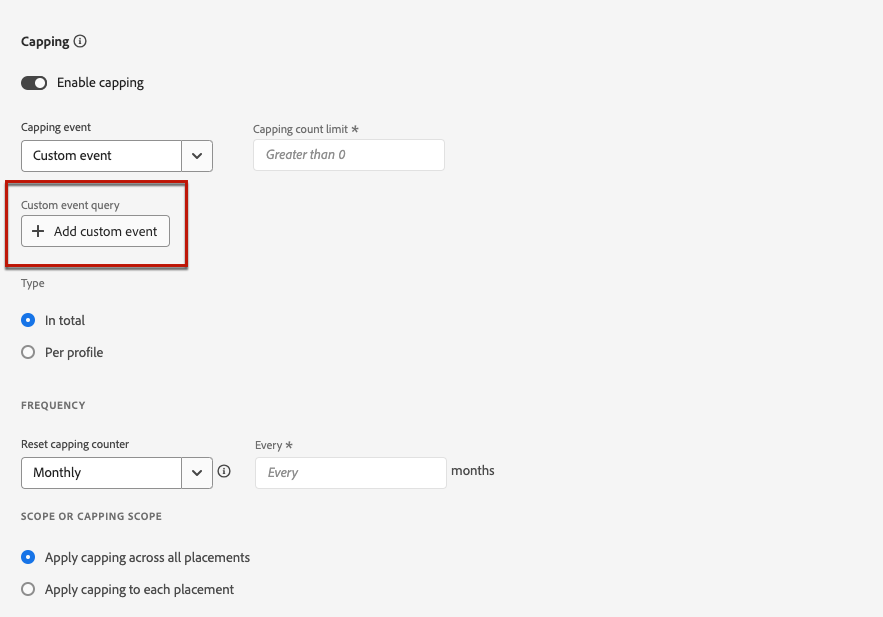 Capping
Enable capping
Capping event
Capping count limit *
Custom event
Greater than 0
Custom event query
+ Add custom event
Type
In total
Per profile
FREQUENCY
Reset capping counter
Every *
Monthly
Every
months
SCOPE OR CAPPING SCOPE
Apply capping across all placements
Apply capping to each placement